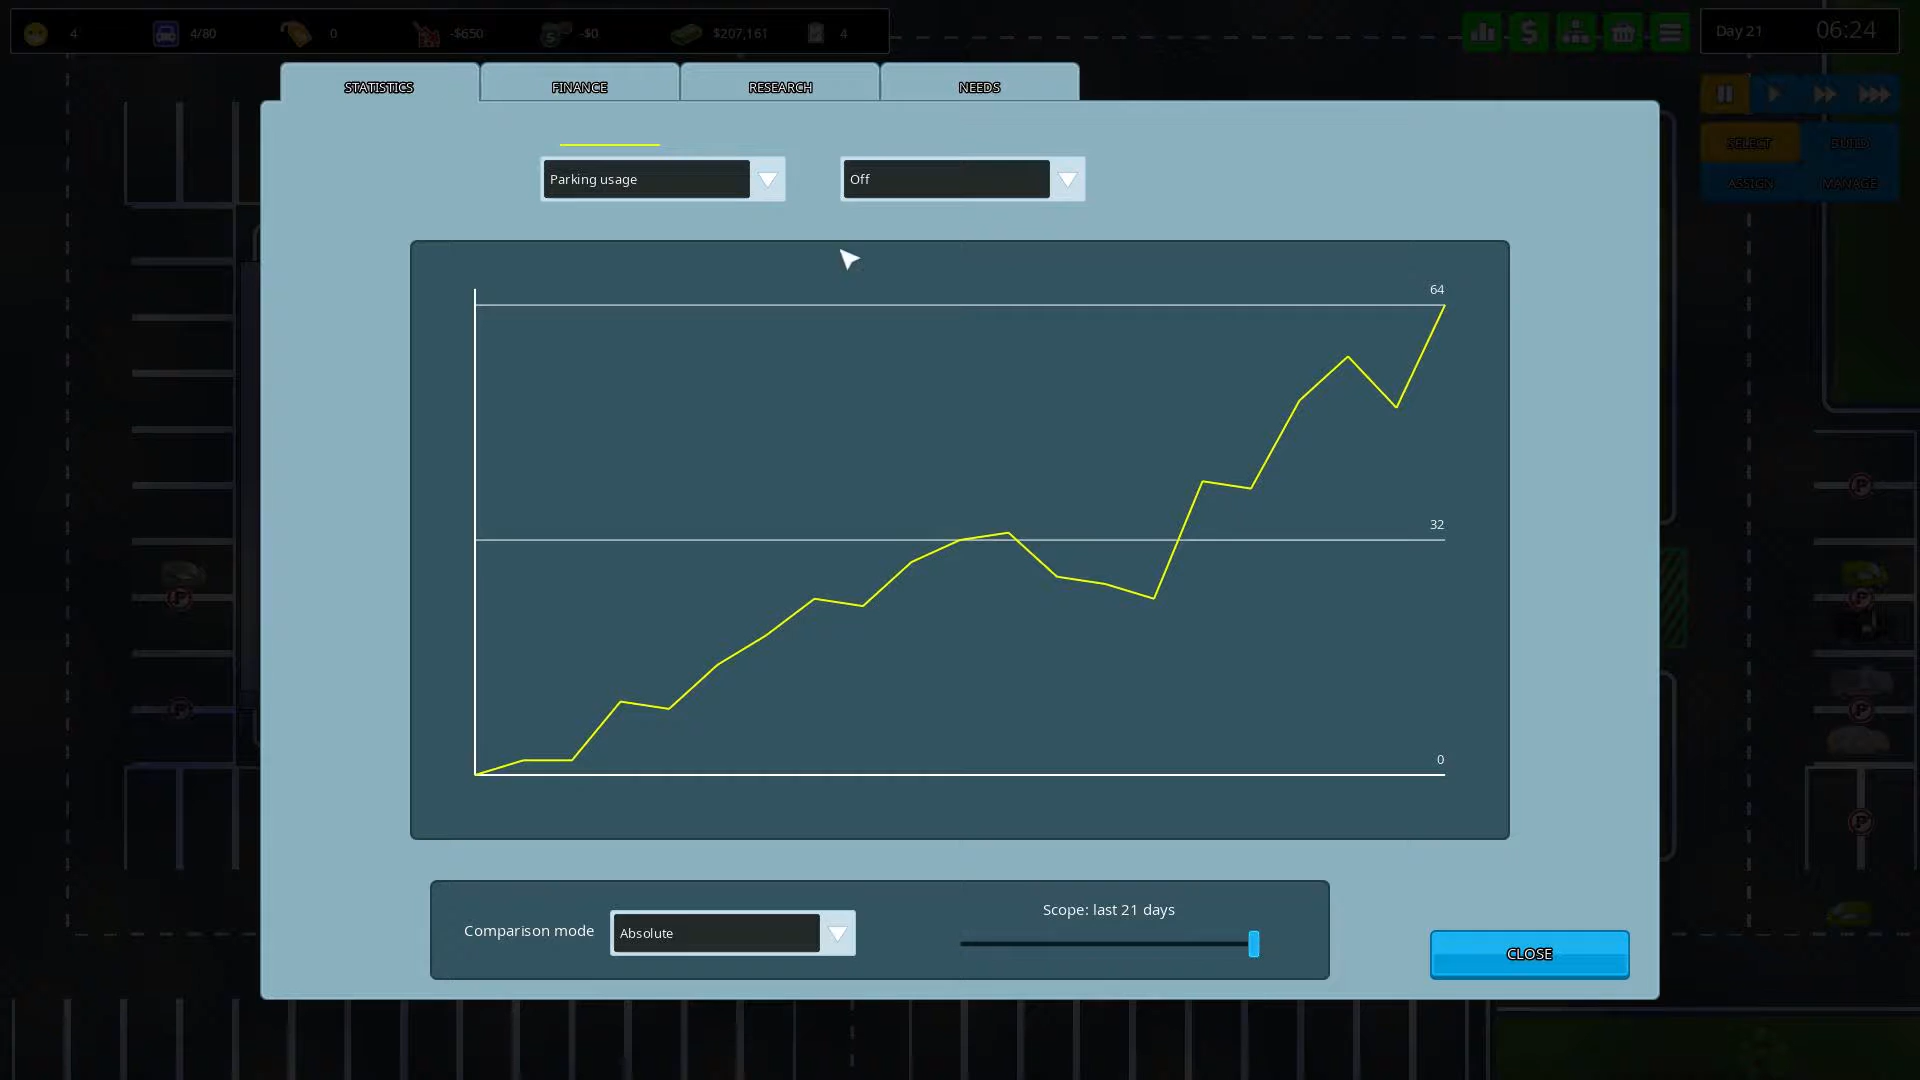 4
4/80
0
-$650
-$0
$207,161
4
Day 21
06:24
STATISTICS
FINANCE
RESEARCH
NEEDS
SELECT
BUILD
ASSIGN
MANAGE
Parking usage
Off
64
32
0
Comparison mode
Absolute
Scope: last 21 days
CLOSE